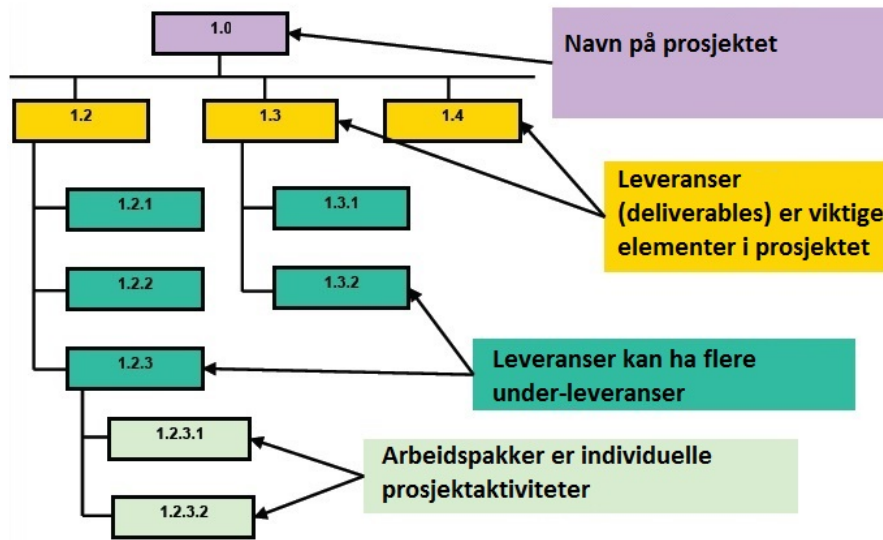 1.0
Navn på prosjektet
1.2
1.3
1.4
Leveranser
(deliverables) er viktige
elementer i prosjektet
1.2.1
1.3.1
1.2.2
1.3.2
1.2.3
Leveranser kan ha flere
under-leveranser
1.2.3.1
Arbeidspakker er individuelle
prosjektaktiviteter
1.2.3.2